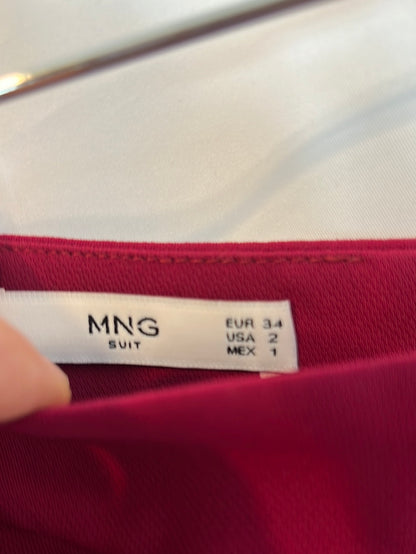 MNG
SUIT
EUR 34
USA 2
MEX 1